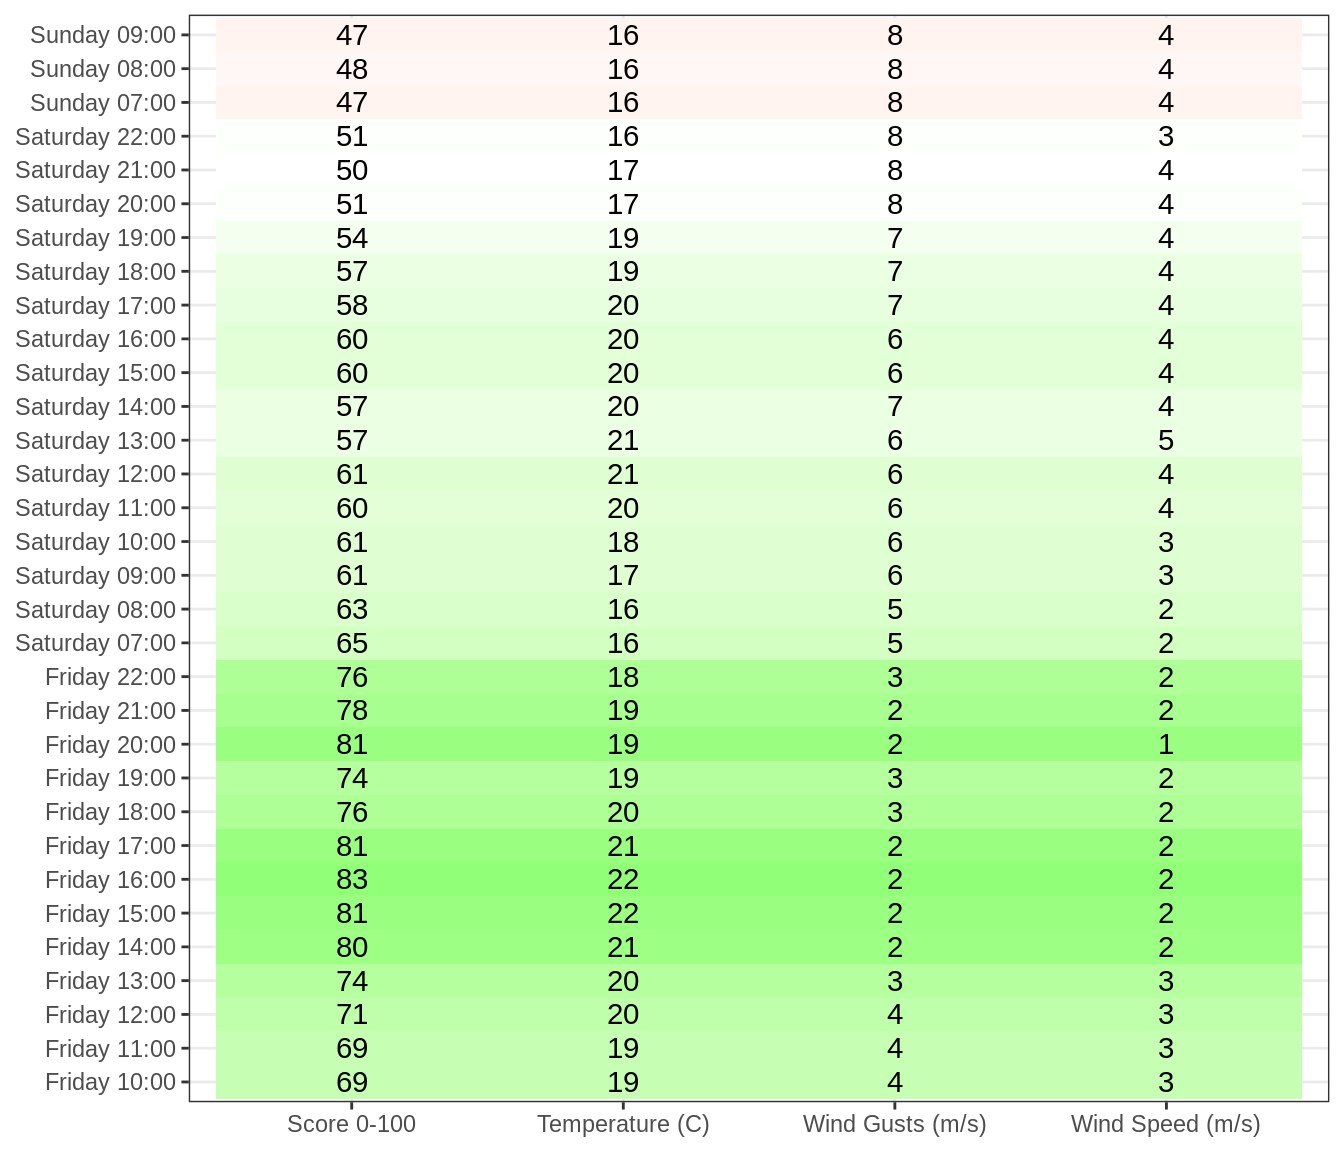 Sunday 09:00 47 16 8 4
Sunday 08:00 48 16 8 4
Sunday 07:00 47 16 8 4
Saturday 22:00 51 16 8 3
Saturday 21:00 50 17 8 4
Saturday 20:00 51 17 8 4
Saturday 19:00 54 19 7 4
Saturday 18:00 57 19 7 4
Saturday 17:00 58 20 7 4
Saturday 16:00 60 20 6 4
Saturday 15:00 60 20 6 4
Saturday 14:00 57 20 7 4
Saturday 13:00 57 21 6 5
Saturday 12:00 61 21 6 4
Saturday 11:00 60 20 6 4
Saturday 10:00 61 18 6 3
Saturday 09:00 61 17 6 3
Saturday 08:00 63 16 5 2
Saturday 07:00 65 16 5 2
Friday 22:00 76 18 3 2
Friday 21:00 78 19 2 2
Friday 20:00 81 19 2 1
Friday 19:00 74 19 3 2
Friday 18:00 76 20 3 2
Friday 17:00 81 21 2 2
Friday 16:00 83 22 2 2
Friday 15:00 81 22 2 2
Friday 14:00 80 21 2 2
Friday 13:00 74 20 3 3
Friday 12:00 71 20 4 3
Friday 11:00 69 19 4 3
Friday 10:00 69 19 4 3
Score 0-100 Temperature (C) Wind Gusts (m/s) Wind Speed (m/s)